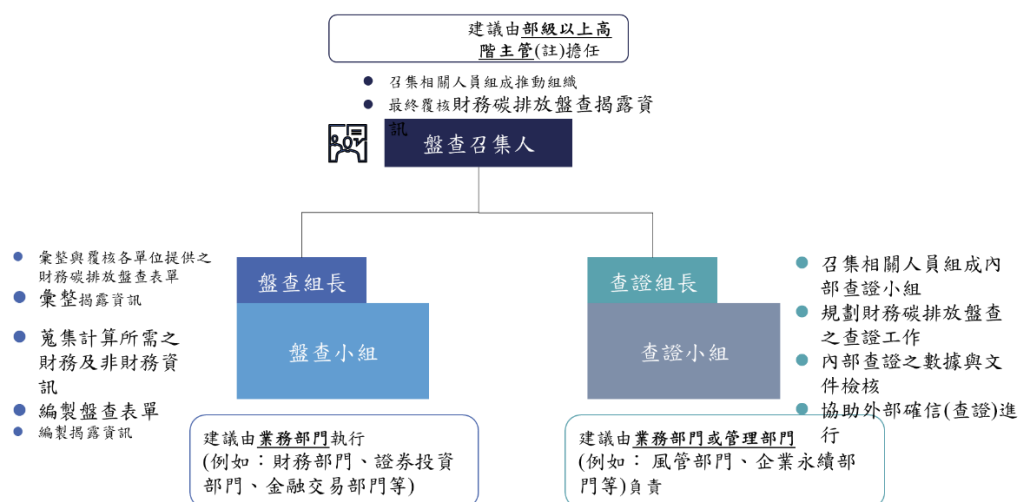 建議由部級以上高
階主管(註)擔任
召集相關人員組成推動組織
最終覆核財務碳排放盤查揭露資
訊
盤查召集人
彙整與覆核各單位提供之
財務碳排放盤查表單
彙整揭露資訊
蒐集計算所需之
財務及非財務資
訊
編製盤查表單
編製揭露資訊
盤查組長
盤查小組
建議由業務部門執行
(例如：財務部門、證券投資
部門、金融交易部門等)
查證組長
查證小組
建議由業務部門或管理部門
(例如： 風管部門、企業永續部
門等)負責
召集相關人員組成內
部查證小組
規劃財務碳排放盤查
之查證工作
內部查證之數據與文
件檢核
協助外部確信(查證)進
行